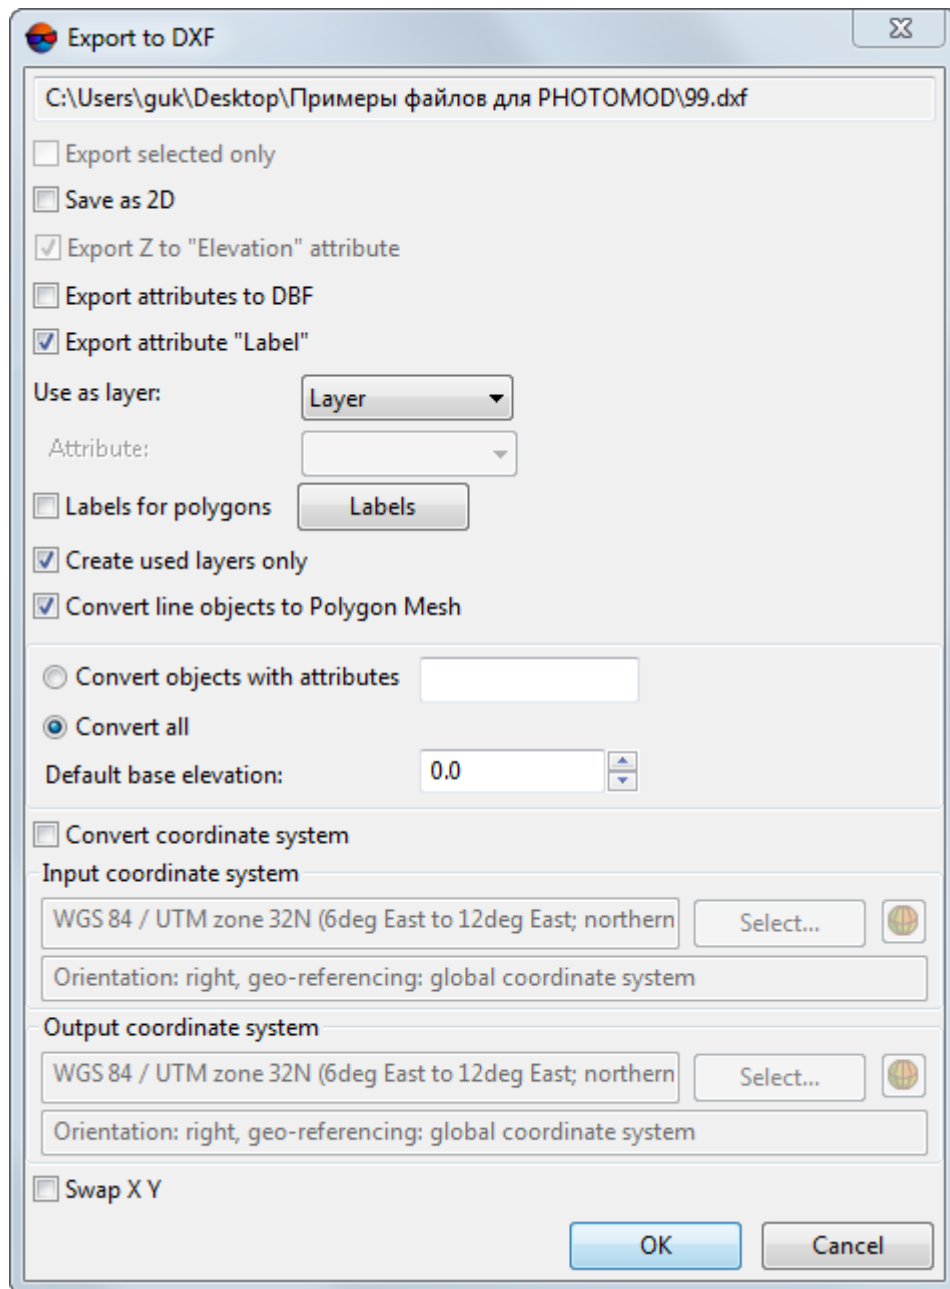 Export to DXF
C:\Users\guk\Desktop\Примеры файлов для PHOTOMOD\99.dxf
Export selected only
Save as 2D
Export Z to "Elevation" attribute
Export attributes to DBF
Export attribute "Label"
Use as layer: Layer
Attribute:
Labels for polygons Labels
Create used layers only
Convert line objects to Polygon Mesh
Convert objects with attributes
Convert all
Default base elevation: 0.0
Convert coordinate system
Input coordinate system
WGS 84 / UTM zone 32N (6deg East to 12deg East; northern Select...
Orientation: right, geo-referencing: global coordinate system
Output coordinate system
WGS 84 / UTM zone 32N (6deg East to 12deg East; northern Select...
Orientation: right, geo-referencing: global coordinate system
Swap X Y
OK Cancel